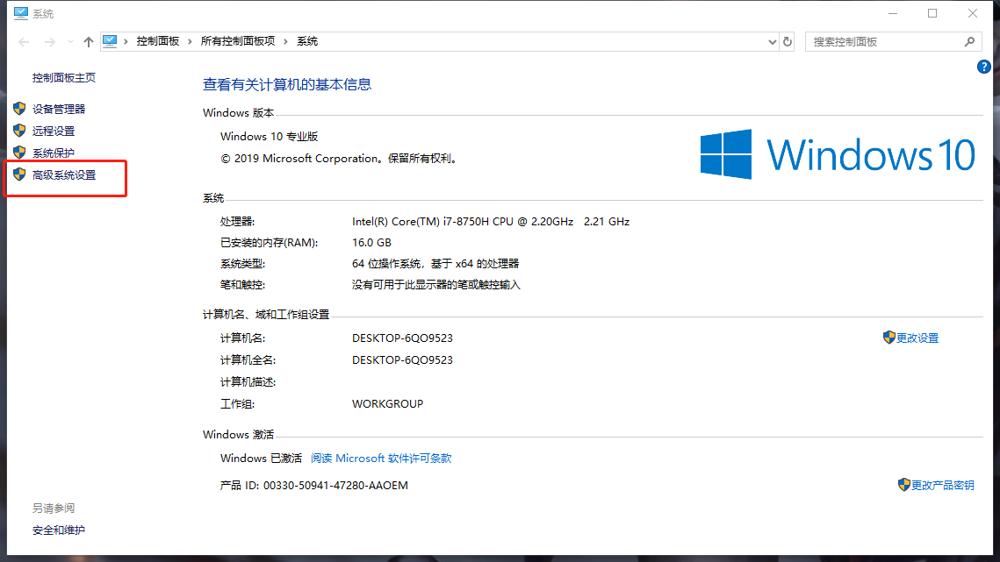 系统
控制面板 › 所有控制面板项 › 系统
搜索控制面板
控制面板主页
设备管理器
远程设置
系统保护
高级系统设置
查看有关计算机的基本信息
Windows 版本
Windows 10 专业版
© 2019 Microsoft Corporation。保留所有权利。
Windows 10
系统
处理器: Intel(R) Core(TM) i7-8750H CPU @ 2.20GHz 2.21 GHz
已安装的内存(RAM): 16.0 GB
系统类型: 64 位操作系统，基于 x64 的处理器
笔和触控: 没有可用于此显示器的笔或触控输入
计算机名、域和工作组设置
计算机名: DESKTOP-6QO9523
更改设置
计算机全名: DESKTOP-6QO9523
计算机描述:
工作组: WORKGROUP
Windows 激活
Windows 已激活 阅读 Microsoft 软件许可条款
产品 ID: 00330-50941-47280-AAOEM
更改产品密钥
另请参阅
安全和维护